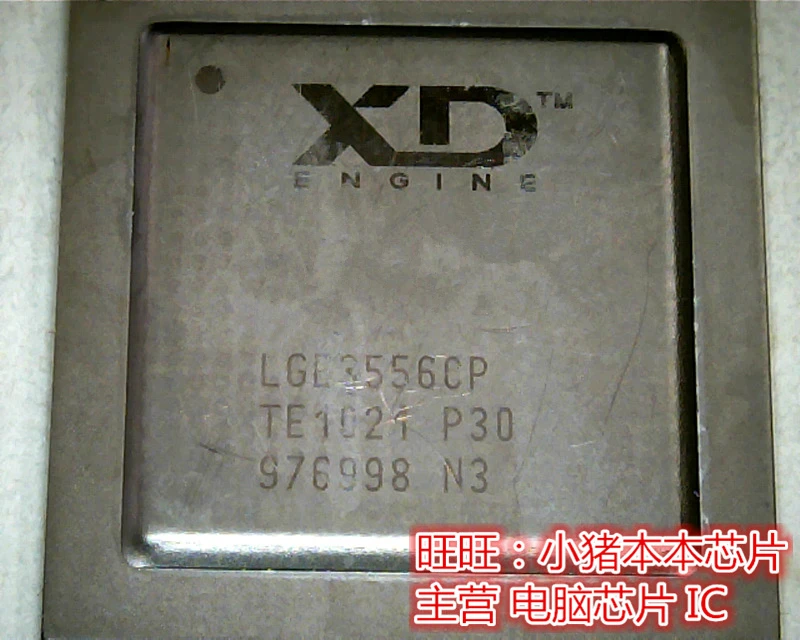 XD™
ENGINE
LGE3556CP
TE1021 P30
976998 N3
旺旺：小猪本本芯片
主营 电脑芯片 IC